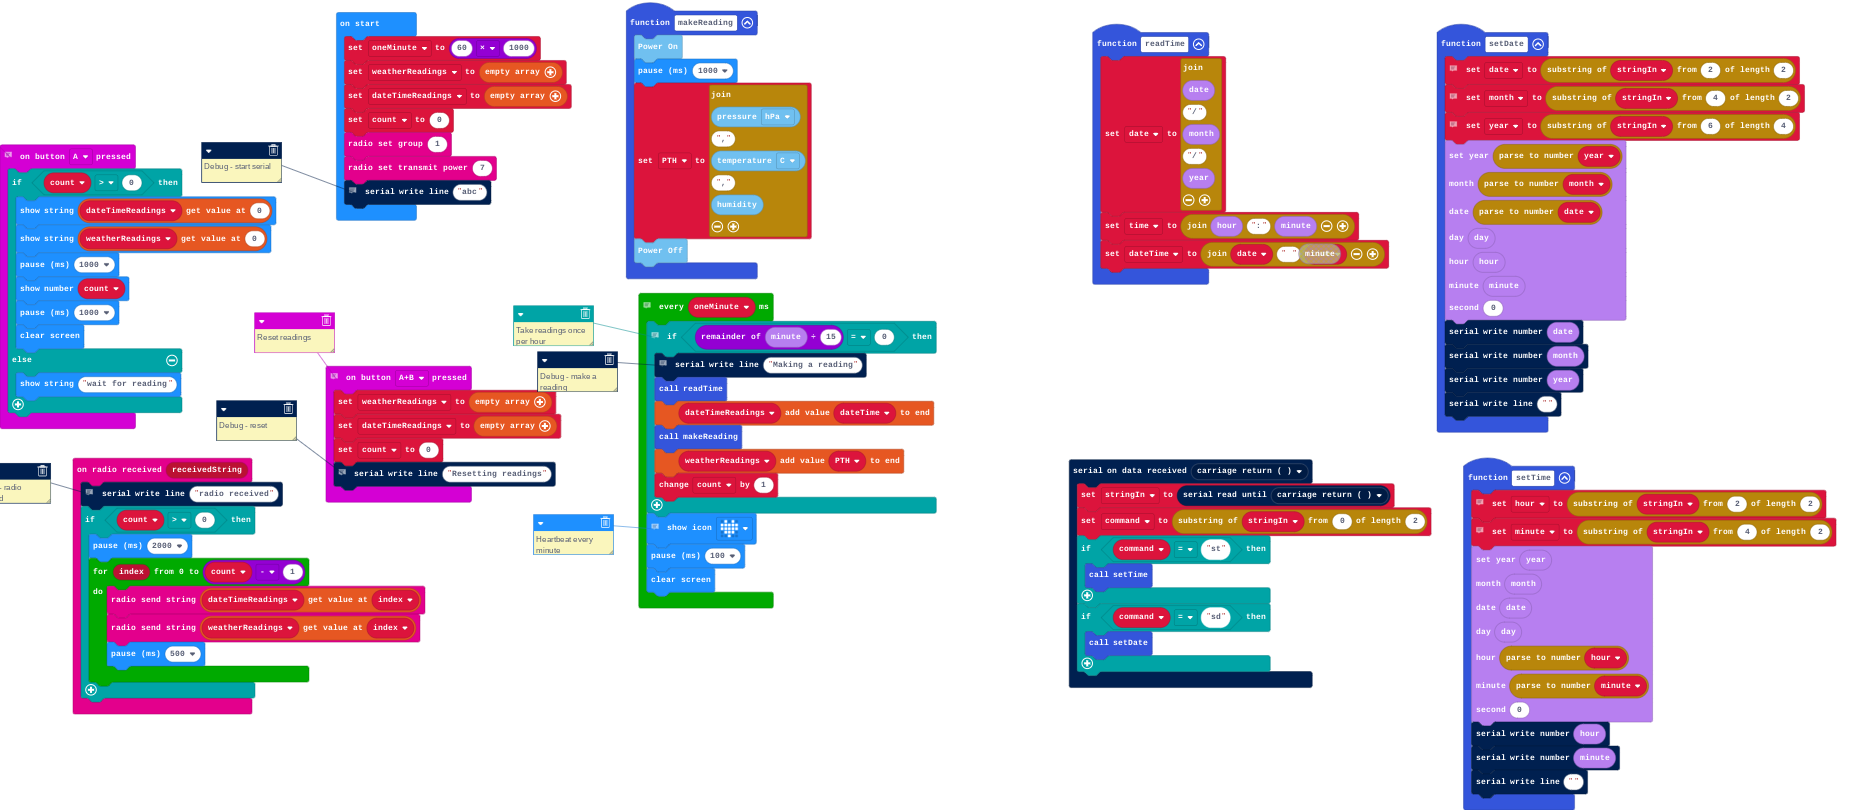 on start
set oneMinute to 60 × 1000
set weatherReadings to empty array
set dateTimeReadings to empty array
set count to 0
radio set group 1
radio set transmit power 7
serial write line "abc"
Debug - start serial
on button A pressed
if count > 0 then
show string dateTimeReadings get value at 0
show string weatherReadings get value at 0
pause (ms) 1000
show number count
pause (ms) 1000
clear screen
else
show string "wait for reading"
Reset readings
on button A+B pressed
set weatherReadings to empty array
set dateTimeReadings to empty array
set count to 0
serial write line "Resetting readings"
Debug - reset
- radio
d
on radio received receivedString
serial write line "radio received"
if count > 0 then
pause (ms) 2000
for index from 0 to count - 1
do
radio send string dateTimeReadings get value at index
radio send string weatherReadings get value at index
pause (ms) 500
function makeReading
Power On
pause (ms) 1000
set PTH to
join
pressure hPa
","
temperature C
","
humidity
Power Off
every oneMinute ms
if remainder of minute ÷ 15 = 0 then
serial write line "Making a reading"
call readTime
dateTimeReadings add value dateTime to end
call makeReading
weatherReadings add value PTH to end
change count by 1
show icon
pause (ms) 100
clear screen
Take readings once
per hour
Debug - make a
reading
Heartbeat every
minute
function readTime
set date to
join
date
"/"
month
"/"
year
set time to join hour ":" minute
set dateTime to join date " " minute
function setDate
set date to substring of stringIn from 2 of length 2
set month to substring of stringIn from 4 of length 2
set year to substring of stringIn from 6 of length 4
set year parse to number year
month parse to number month
date parse to number date
day day
hour hour
minute minute
second 0
serial write number date
serial write number month
serial write number year
serial write line ""
serial on data received carriage return ( )
set stringIn to serial read until carriage return ( )
set command to substring of stringIn from 0 of length 2
if command = "st" then
call setTime
if command = "sd" then
call setDate
function setTime
set hour to substring of stringIn from 2 of length 2
set minute to substring of stringIn from 4 of length 2
set year year
month month
date date
day day
hour parse to number hour
minute parse to number minute
second 0
serial write number hour
serial write number minute
serial write line ""